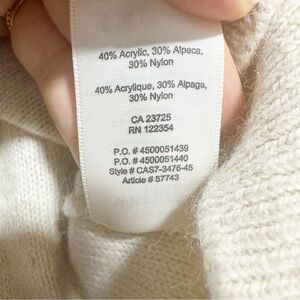 40% Acrylic, 30% Alpaca,
30% Nylon
40% Acrylique, 30% Alpaga,
30% Nylon
CA 23725
RN 122354
P.O. # 4500051439
P.O. # 4500051440
Style # CAS7-3476-45
Article # 57743